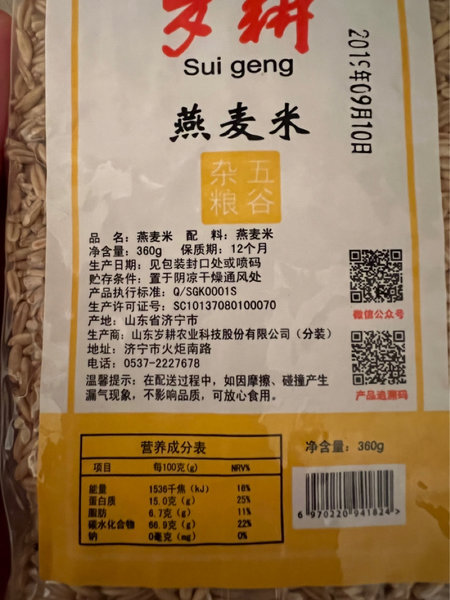 岁耕
Sui geng
2019年09月10日
燕麦米
五谷
杂粮
品  名：燕麦米  配  料：燕麦米
净含量：360g  保质期：12个月
生产日期：见包装封口处或喷码
贮存条件：置于阴凉干燥通风处
产品执行标准：Q/SGK0001S
生产许可证号：SC10137080100070
产地：山东省济宁市
生产商：山东岁耕农业科技股份有限公司（分装）
地址：济宁市火炬南路
电话：0537-2227678
温馨提示：在配送过程中，如因摩擦、碰撞产生
漏气现象，不影响品质，可放心食用。
微信公众号
产品追溯码
营养成分表
项目 每100克(g) NRV%
能量 1536千焦(kJ) 18%
蛋白质 15.0克(g) 25%
脂肪 6.7克(g) 11%
碳水化合物 66.9克(g) 22%
钠 0毫克(mg) 0%
净含量：360g
6 970220 941824